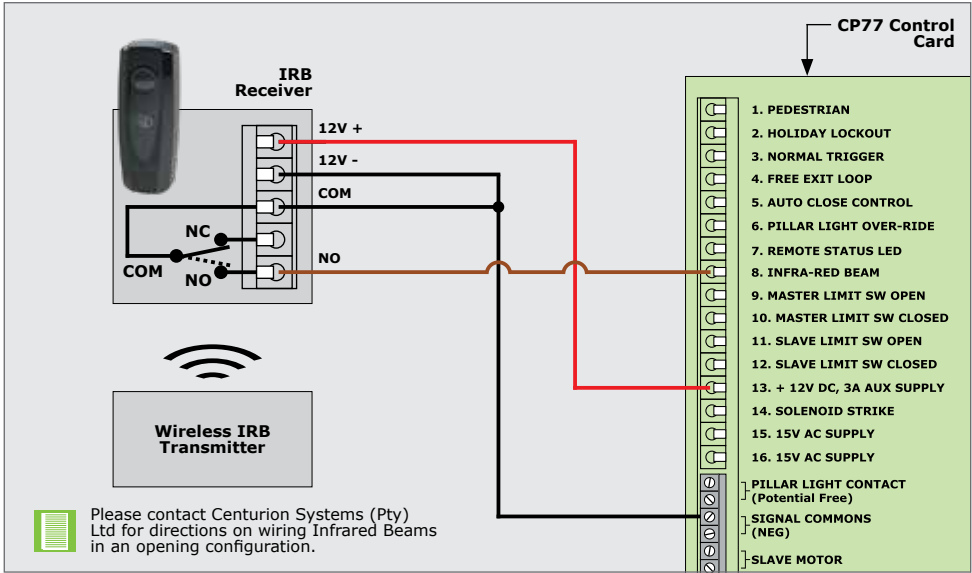 CP77 Control
Card
IRB
Receiver
12V +
12V -
COM
NC
COM
NO
NO
1. PEDESTRIAN
2. HOLIDAY LOCKOUT
3. NORMAL TRIGGER
4. FREE EXIT LOOP
5. AUTO CLOSE CONTROL
6. PILLAR LIGHT OVER-RIDE
7. REMOTE STATUS LED
8. INFRA-RED BEAM
9. MASTER LIMIT SW OPEN
10. MASTER LIMIT SW CLOSED
11. SLAVE LIMIT SW OPEN
12. SLAVE LIMIT SW CLOSED
13. + 12V DC, 3A AUX SUPPLY
14. SOLENOID STRIKE
15. 15V AC SUPPLY
16. 15V AC SUPPLY
PILLAR LIGHT CONTACT
(Potential Free)
SIGNAL COMMONS
(NEG)
SLAVE MOTOR
Wireless IRB
Transmitter
Please contact Centurion Systems (Pty)
Ltd for directions on wiring Infrared Beams
in an opening configuration.